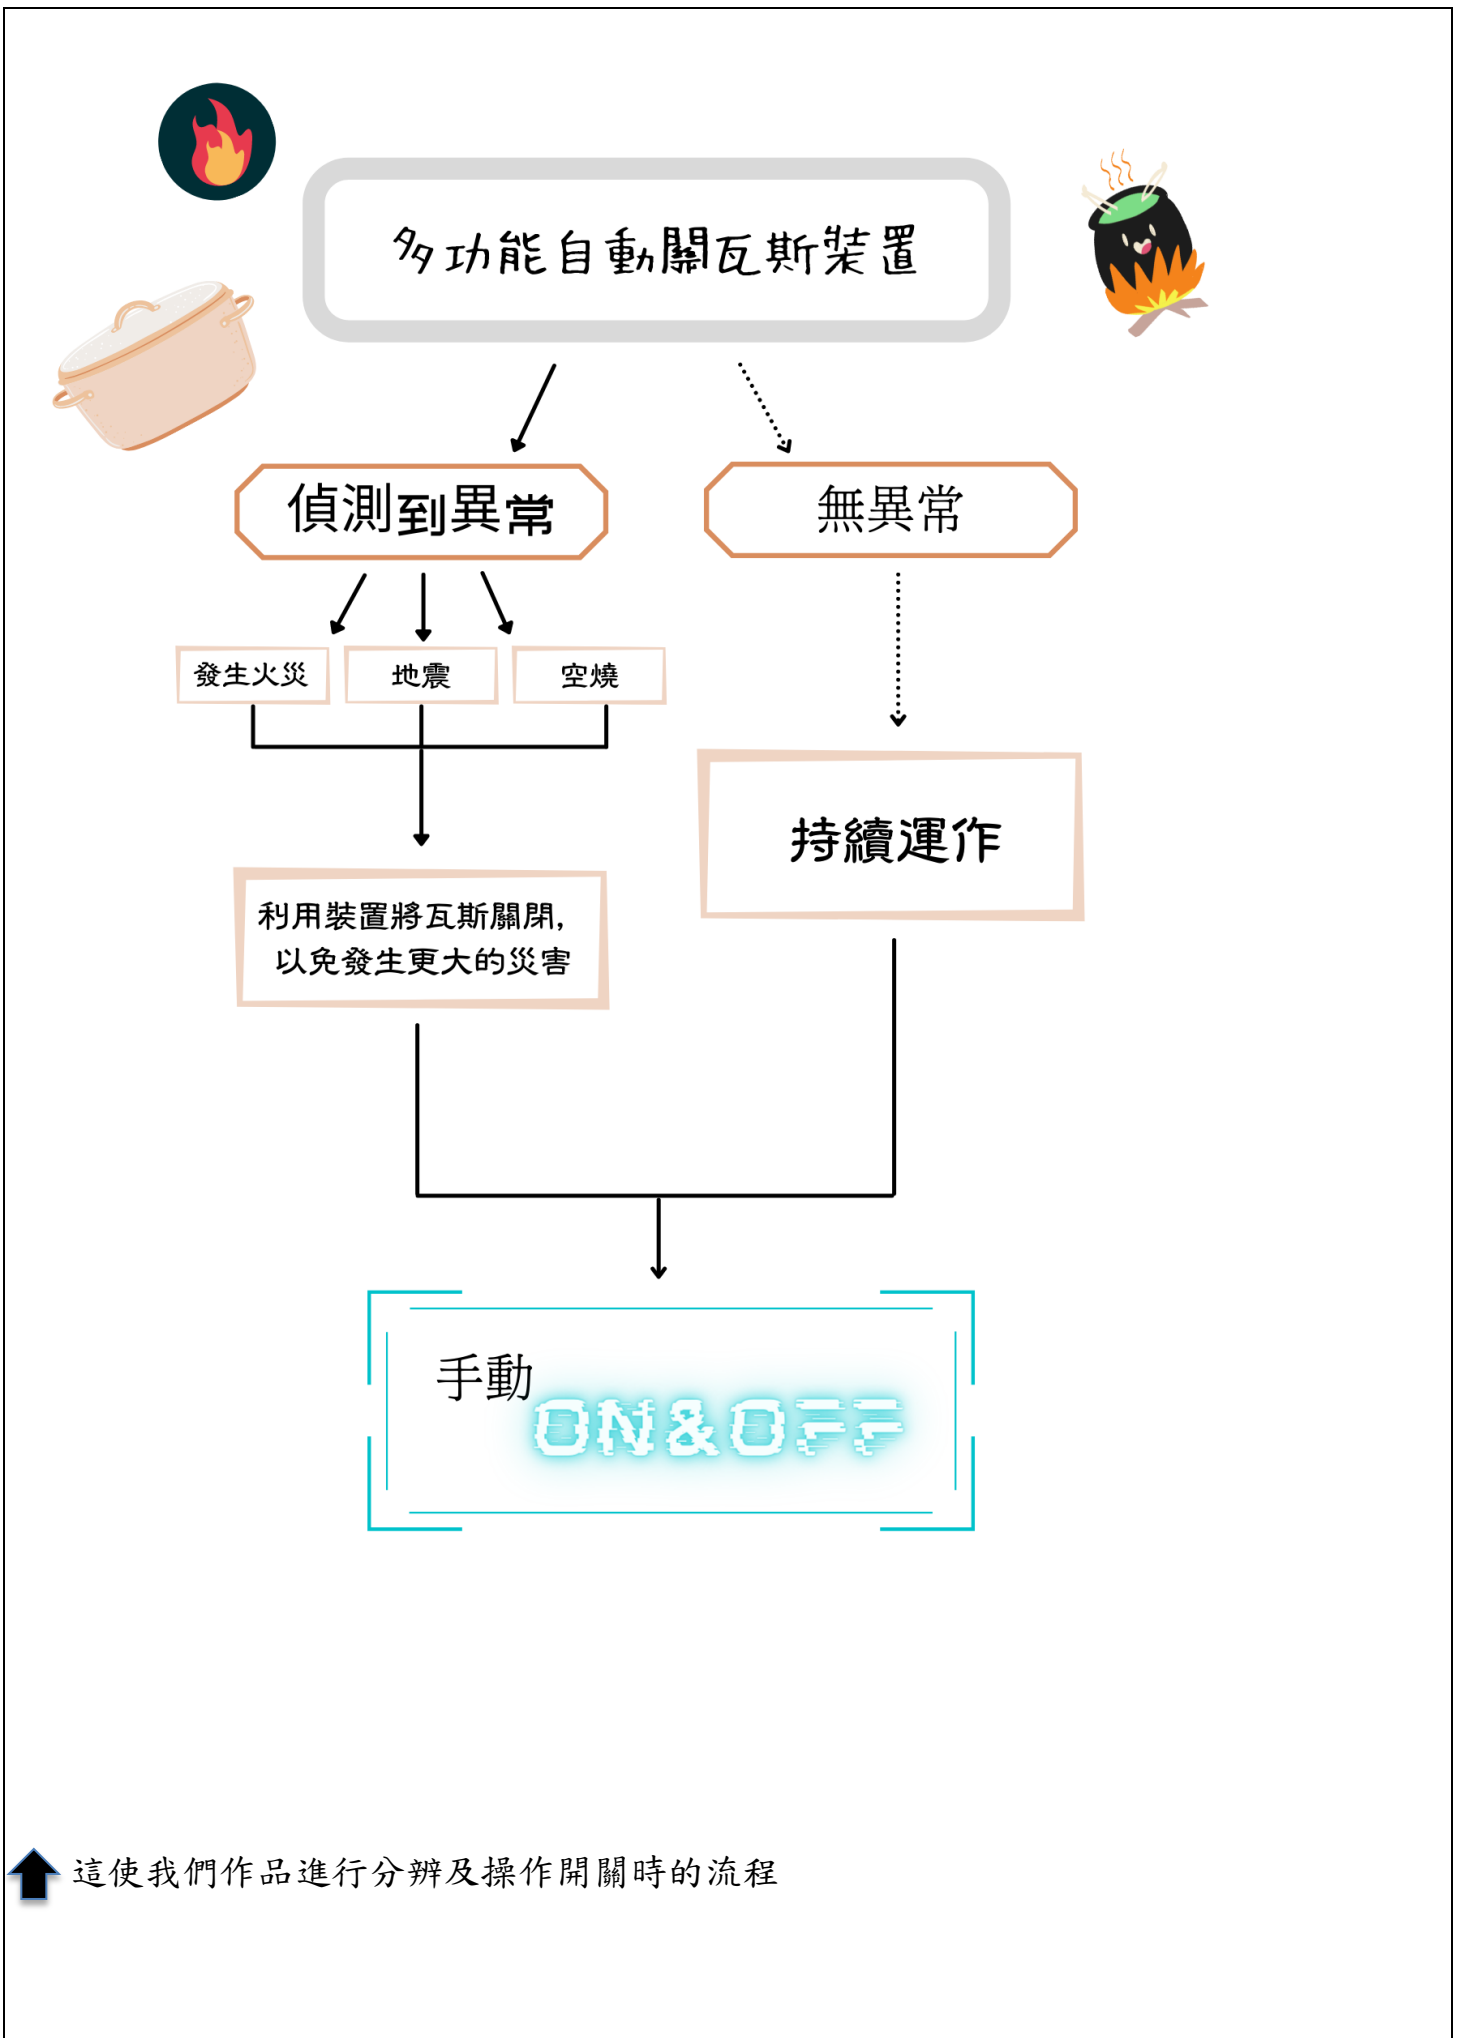 多功能自動關瓦斯裝置
偵測到異常
無異常
發生火災
地震
空燒
持續運作
利用裝置將瓦斯關閉,
以免發生更大的災害
手動
ON&OFF
這使我們作品進行分辨及操作開關時的流程